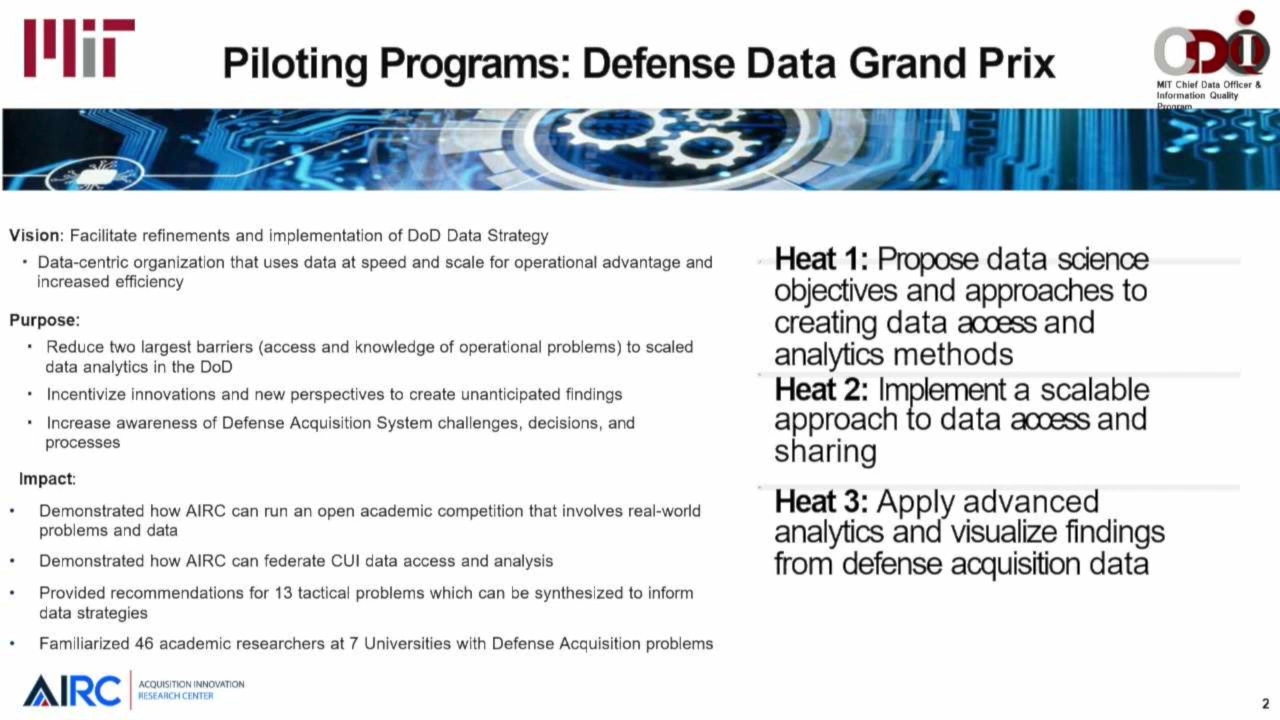 MiT
Piloting Programs: Defense Data Grand Prix
CDIQ
MIT Chief Data Officer &
Information Quality
Program
Vision: Facilitate refinements and implementation of DoD Data Strategy
• Data-centric organization that uses data at speed and scale for operational advantage and
increased efficiency
Purpose:
• Reduce two largest barriers (access and knowledge of operational problems) to scaled
data analytics in the DoD
• Incentivize innovations and new perspectives to create unanticipated findings
• Increase awareness of Defense Acquisition System challenges, decisions, and
processes
Impact:
• Demonstrated how AIRC can run an open academic competition that involves real-world
problems and data
• Demonstrated how AIRC can federate CUI data access and analysis
• Provided recommendations for 13 tactical problems which can be synthesized to inform
data strategies
• Familiarized 46 academic researchers at 7 Universities with Defense Acquisition problems
Heat 1: Propose data science
objectives and approaches to
creating data access and
analytics methods
Heat 2: Implement a scalable
approach to data access and
sharing
Heat 3: Apply advanced
analytics and visualize findings
from defense acquisition data
AIRC
ACQUISITION INNOVATION
RESEARCH CENTER
2